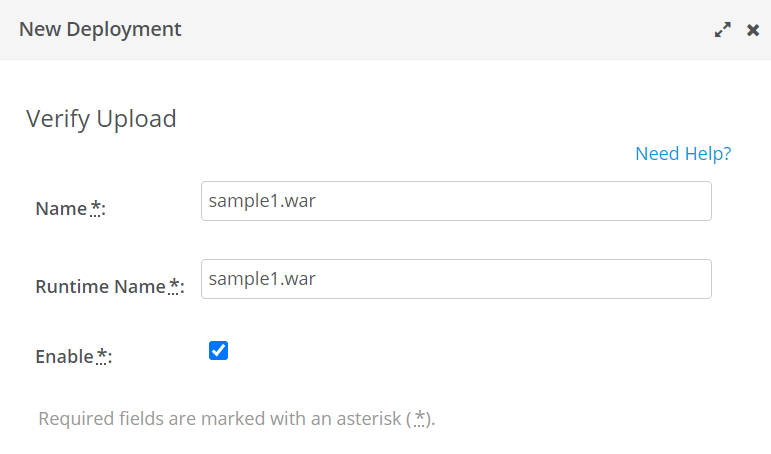 New Deployment
Verify Upload
Need Help?
Name*: sample1.war
Runtime Name*: sample1.war
Enable*:
Required fields are marked with an asterisk (*).